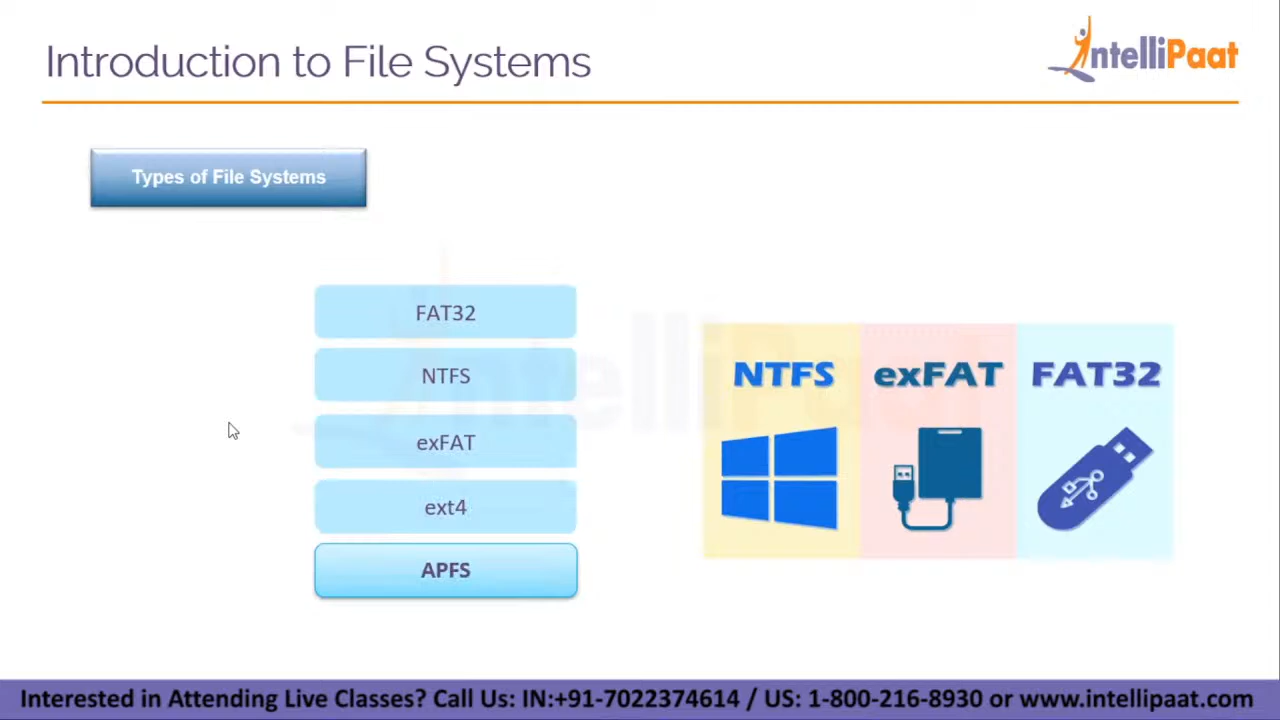 Introduction to File Systems
IntelliPaat
Types of File Systems
FAT32
NTFS
exFAT
ext4
APFS
NTFS
exFAT
FAT32
IntelliPaat
Interested in Attending Live Classes? Call Us: IN:+91-7022374614 / US: 1-800-216-8930 or www.intellipaat.com